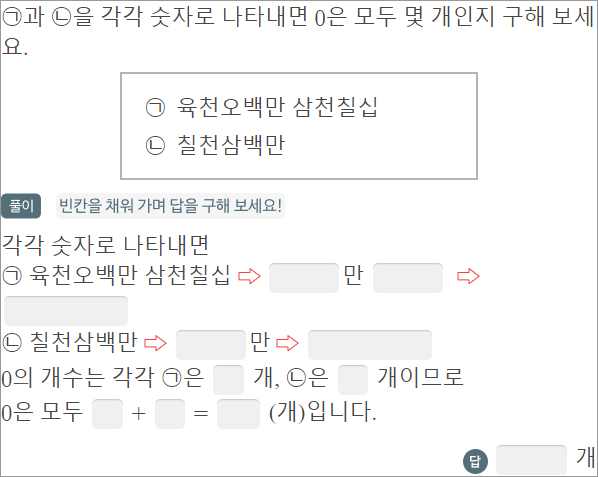 ㉠과 ㉡을 각각 숫자로 나타내면 0은 모두 몇 개인지 구해 보세
요.
㉠ 육천오백만 삼천칠십
㉡ 칠천삼백만
풀이 빈칸을 채워 가며 답을 구해 보세요!
각각 숫자로 나타내면
㉠ 육천오백만 삼천칠십 ⇨ 만 ⇨
㉡ 칠천삼백만 ⇨ 만 ⇨
0의 개수는 각각 ㉠은 개, ㉡은 개이므로
0은 모두 + = (개)입니다.
답 개